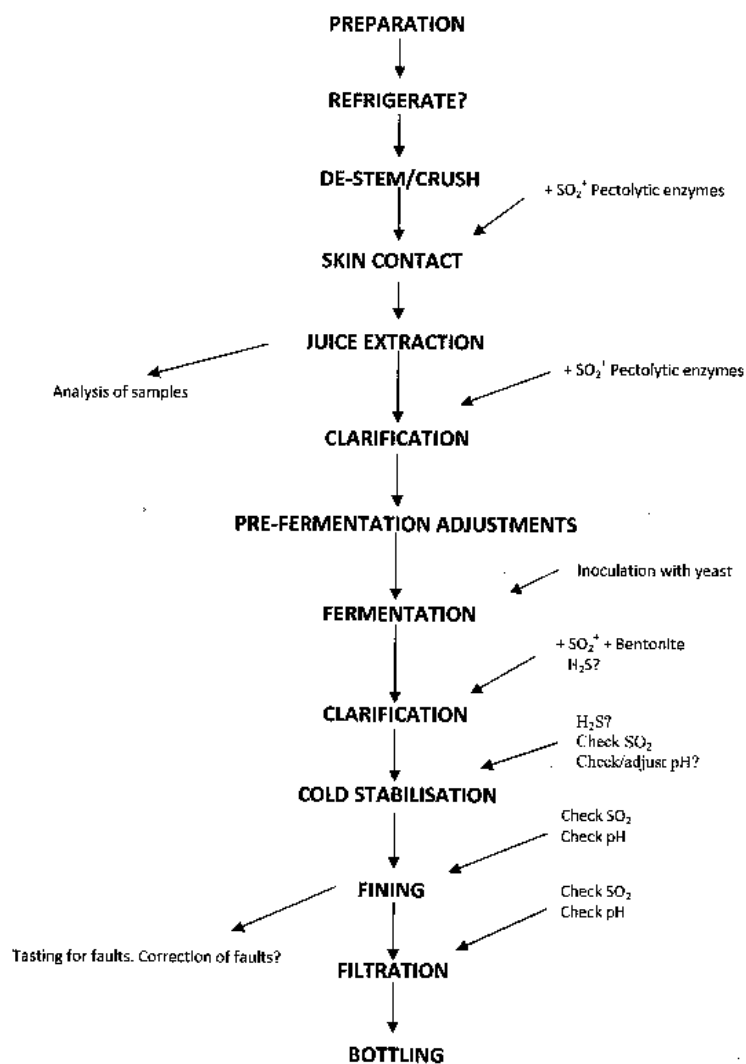 PREPARATION
REFRIGERATE?
DE-STEM/CRUSH
+ SO₂⁺ Pectolytic enzymes
SKIN CONTACT
JUICE EXTRACTION
Analysis of samples
+ SO₂⁺ Pectolytic enzymes
CLARIFICATION
PRE-FERMENTATION ADJUSTMENTS
Inoculation with yeast
FERMENTATION
+ SO₂⁺ + Bentonite
H₂S?
CLARIFICATION
H₂S?
Check SO₂
Check/adjust pH?
COLD STABILISATION
Check SO₂
Check pH
FINING
Tasting for faults. Correction of faults?
Check SO₂
Check pH
FILTRATION
BOTTLING